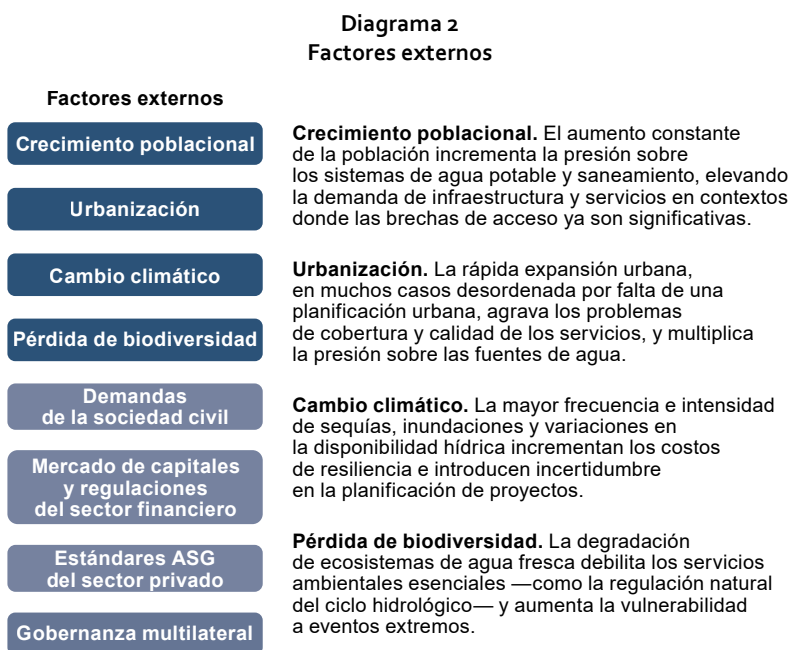 Diagrama 2
Factores externos
Factores externos
Crecimiento poblacional
Urbanización
Cambio climático
Pérdida de biodiversidad
Demandas
de la sociedad civil
Mercado de capitales
y regulaciones
del sector financiero
Estándares ASG
del sector privado
Gobernanza multilateral
Crecimiento poblacional. El aumento constante
de la población incrementa la presión sobre
los sistemas de agua potable y saneamiento, elevando
la demanda de infraestructura y servicios en contextos
donde las brechas de acceso ya son significativas.
Urbanización. La rápida expansión urbana,
en muchos casos desordenada por falta de una
planificación urbana, agrava los problemas
de cobertura y calidad de los servicios, y multiplica
la presión sobre las fuentes de agua.
Cambio climático. La mayor frecuencia e intensidad
de sequías, inundaciones y variaciones en
la disponibilidad hídrica incrementan los costos
de resiliencia e introducen incertidumbre
en la planificación de proyectos.
Pérdida de biodiversidad. La degradación
de ecosistemas de agua fresca debilita los servicios
ambientales esenciales —como la regulación natural
del ciclo hidrológico— y aumenta la vulnerabilidad
a eventos extremos.